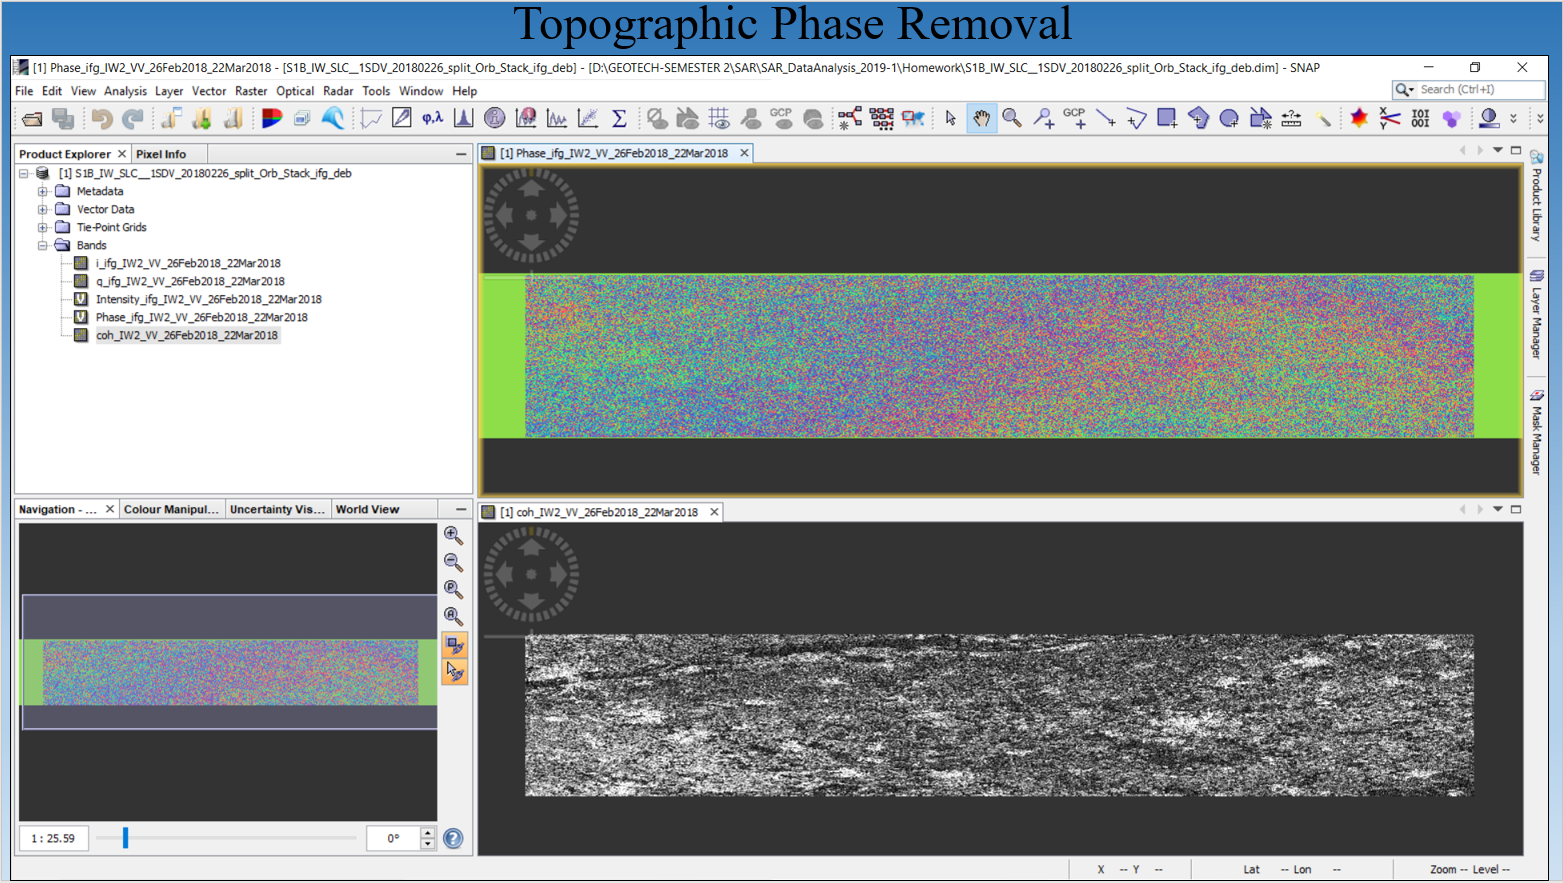 Topographic Phase Removal
[1] Phase_ifg_IW2_VV_26Feb2018_22Mar2018 - [S1B_IW_SLC__1SDV_20180226_split_Orb_Stack_ifg_deb] - [D:\GEOTECH-SEMESTER 2\SAR\SAR_DataAnalysis_2019-1\Homework\S1B_IW_SLC__1SDV_20180226_split_Orb_Stack_ifg_deb.dim] - SNAP
File Edit View Analysis Layer Vector Raster Optical Radar Tools Window Help
Search (Ctrl+I)
φ,λ Σ GCP GCP
Product Explorer Pixel Info
[1] Phase_ifg_IW2_VV_26Feb2018_22Mar2018
[1] S1B_IW_SLC__1SDV_20180226_split_Orb_Stack_ifg_deb
Metadata
Vector Data
Tie-Point Grids
Bands
i_ifg_IW2_VV_26Feb2018_22Mar2018
q_ifg_IW2_VV_26Feb2018_22Mar2018
Intensity_ifg_IW2_VV_26Feb2018_22Mar2018
Phase_ifg_IW2_VV_26Feb2018_22Mar2018
coh_IW2_VV_26Feb2018_22Mar2018
Product Library
Layer Manager
Mask Manager
Navigation - ... Colour Manipul... Uncertainty Vis... World View
[1] coh_IW2_VV_26Feb2018_22Mar2018
1 : 25.59
0°
X -- Y -- Lat -- Lon -- Zoom -- Level --